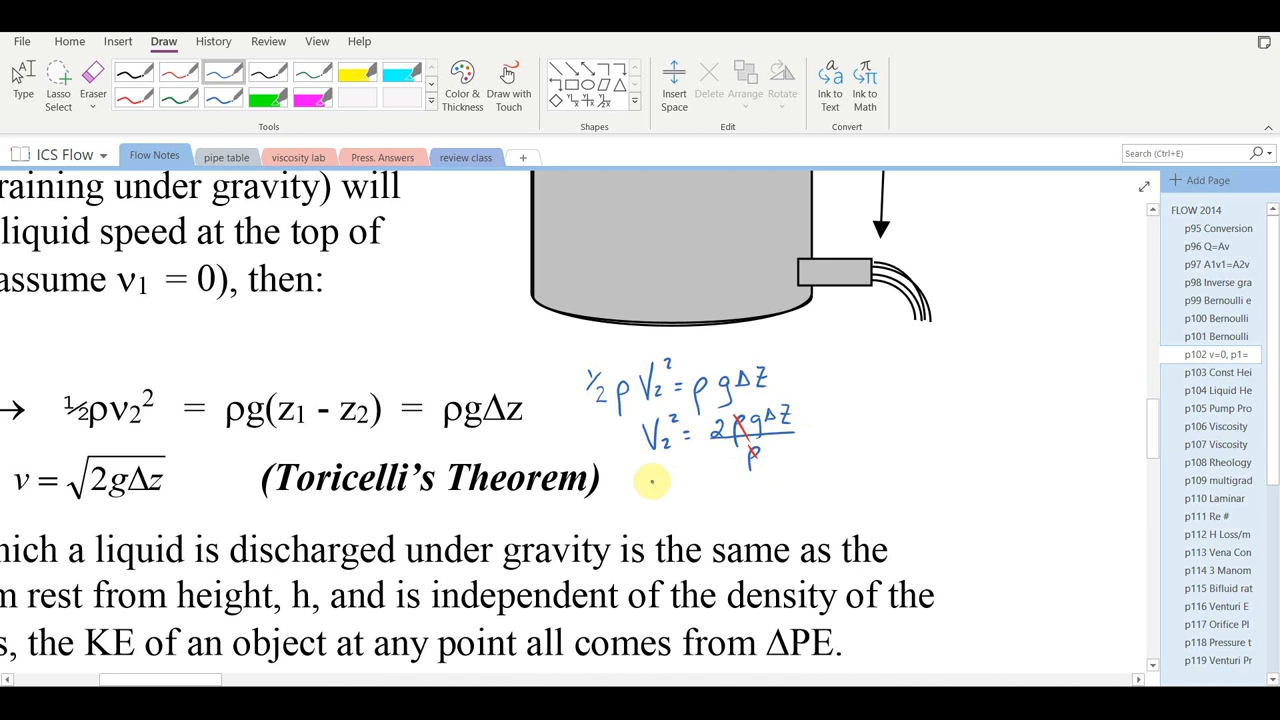 File Home Insert Draw History Review View Help
Type Lasso Select Eraser Color & Thickness Draw with Touch Insert Space Delete Arrange Rotate Ink to Text Ink to Math
Tools Shapes Edit Convert
ICS Flow Flow Notes pipe table viscosity lab Press. Answers review class + Search (Ctrl+E)
raining under gravity) will
liquid speed at the top of
assume v₁ = 0), then:
½ρV₂² = ρgΔZ
→ ½ρv₂² = ρg(z₁ - z₂) = ρgΔz
V₂² = 2ρgΔZ / ρ
v = √2gΔz (Toricelli’s Theorem)
hich a liquid is discharged under gravity is the same as the
m rest from height, h, and is independent of the density of the
s, the KE of an object at any point all comes from ΔPE.
+ Add Page
FLOW 2014
p95 Conversion
p96 Q=Av
p97 A1v1=A2v
p98 Inverse gra
p99 Bernoulli e
p100 Bernoulli
p101 Bernoulli
p102 v=0, p1=
p103 Const Hei
p104 Liquid He
p105 Pump Pro
p106 Viscosity
p107 Viscosity
p108 Rheology
p109 multigrad
p110 Laminar
p111 Re #
p112 H Loss/m
p113 Vena Con
p114 3 Manom
p115 Bifluid rat
p116 Venturi E
p117 Orifice Pl
p118 Pressure t
p119 Venturi Pr